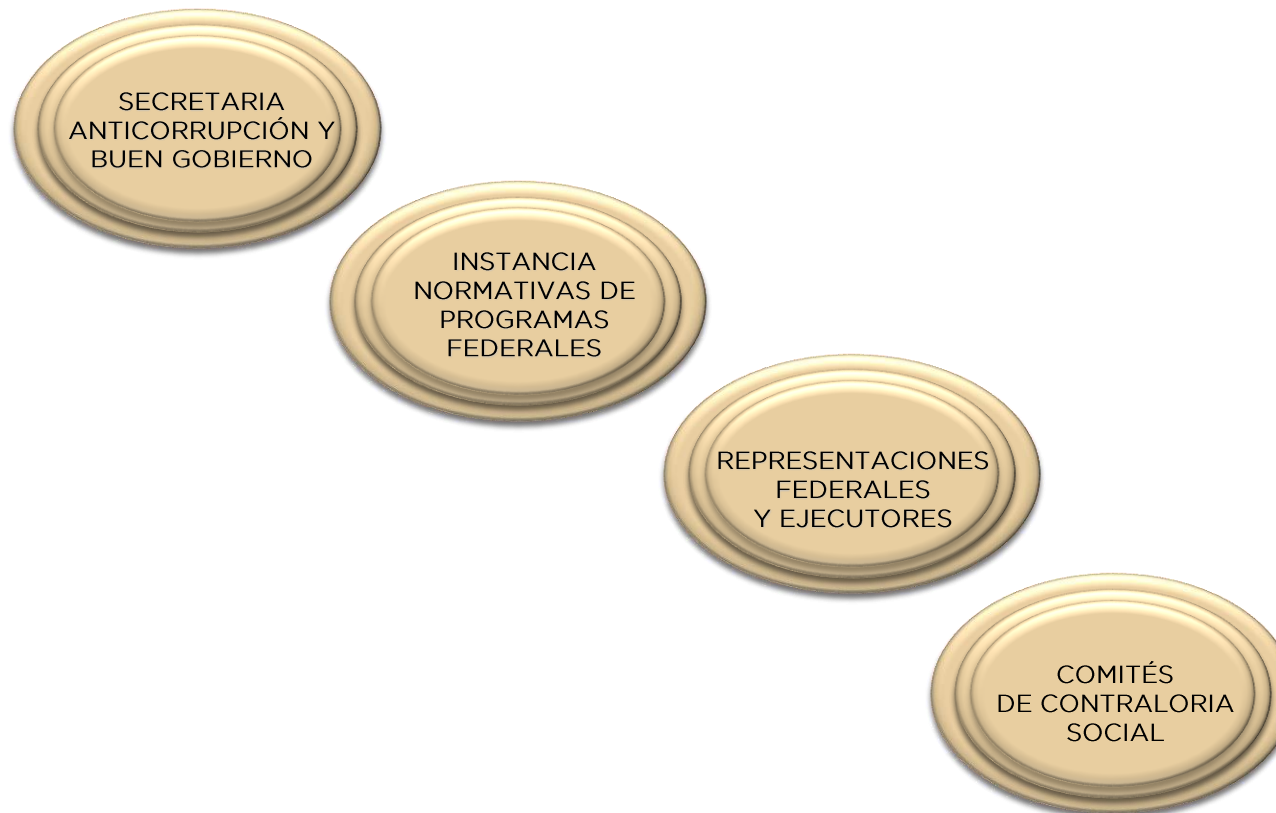 SECRETARIA
ANTICORRUPCIÓN Y
BUEN GOBIERNO
INSTANCIA
NORMATIVAS DE
PROGRAMAS
FEDERALES
REPRESENTACIONES
FEDERALES
Y EJECUTORES
COMITÉS
DE CONTRALORIA
SOCIAL